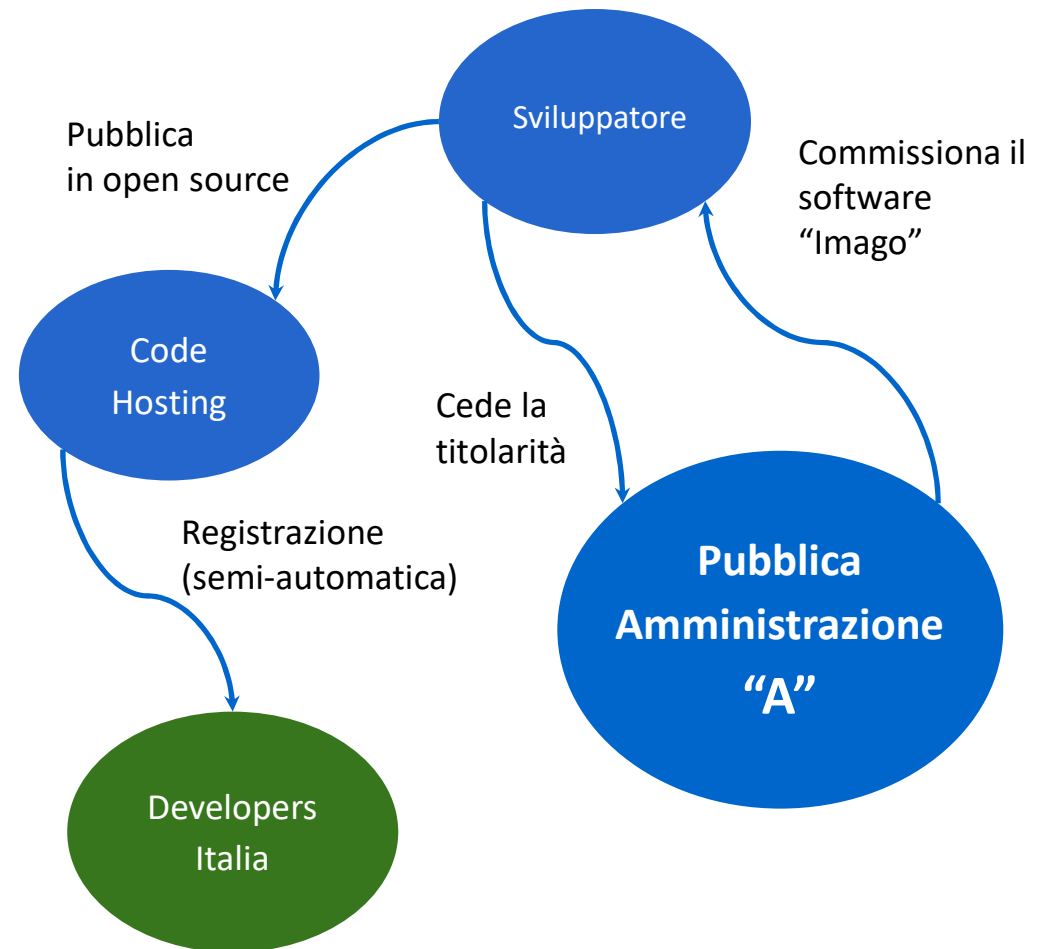 Sviluppatore
Pubblica
in open source
Commissiona il
software
“Imago”
Code
Hosting
Cede la
titolarità
Registrazione
(semi-automatica)
Pubblica
Amministrazione
“A”
Developers
Italia